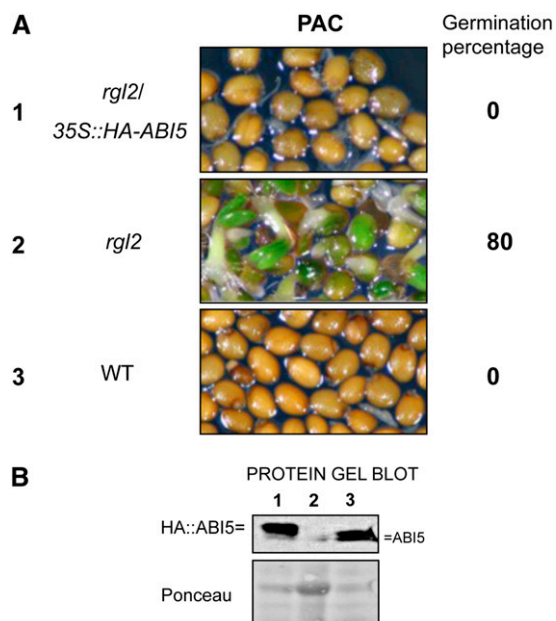 A
PAC
Germination
percentage
1
rgl2/
35S::HA-ABI5
0
2
rgl2
80
3
WT
0
B
PROTEIN GEL BLOT
1 2 3
HA::ABI5=
=ABI5
Ponceau